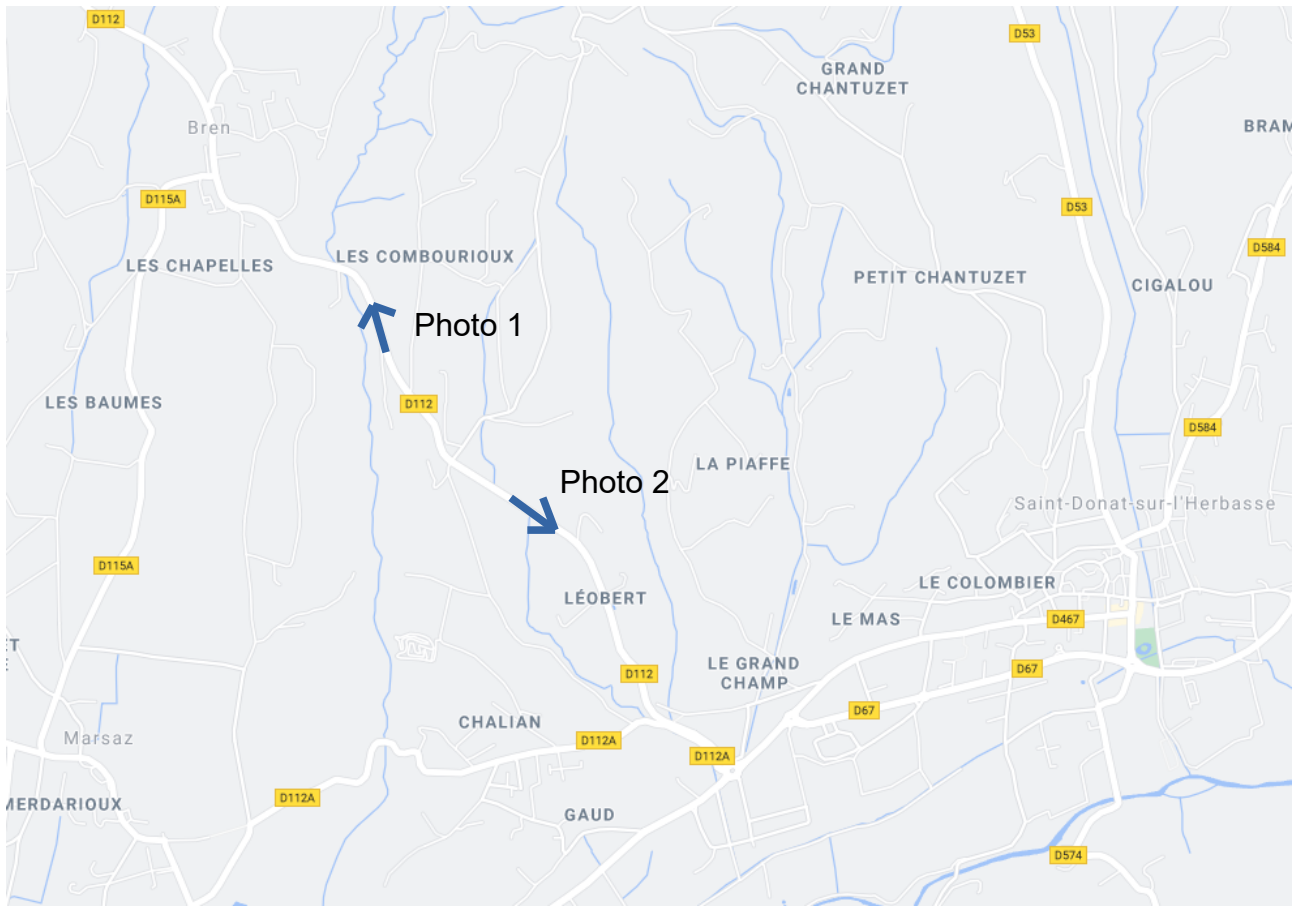 D112
D53
GRAND
CHANTUZET
Bren
BRAM
D115A
D53
D584
LES COMBOURIOUX
LES CHAPELLES
PETIT CHANTUZET
CIGALOU
Photo 1
LES BAUMES
D112
D584
LA PIAFFE
Photo 2
Saint-Donat-sur-l'Herbasse
D115A
LE COLOMBIER
LÉOBERT
LE MAS
D467
ET
E
LE GRAND
CHAMP
D112
D67
D67
CHALIAN
Marsaz
D112A
D112A
D112A
MERDARIOUX
GAUD
D574